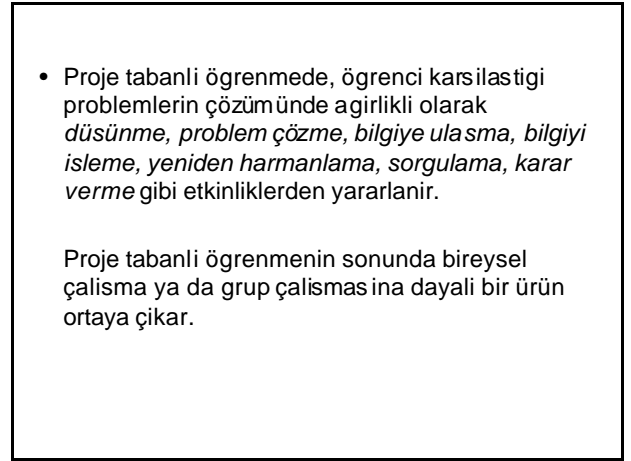 • Proje tabanli ögrenmede, ögrenci karsilastigi
problemlerin çözümünde agirlikli olarak
düsünme, problem çözme, bilgiye ulasma, bilgiyi
isleme, yeniden harmanlama, sorgulama, karar
verme gibi etkinliklerden yararlanir.
Proje tabanli ögrenmenin sonunda bireysel
çalisma ya da grup çalismasina dayali bir ürün
ortaya çikar.